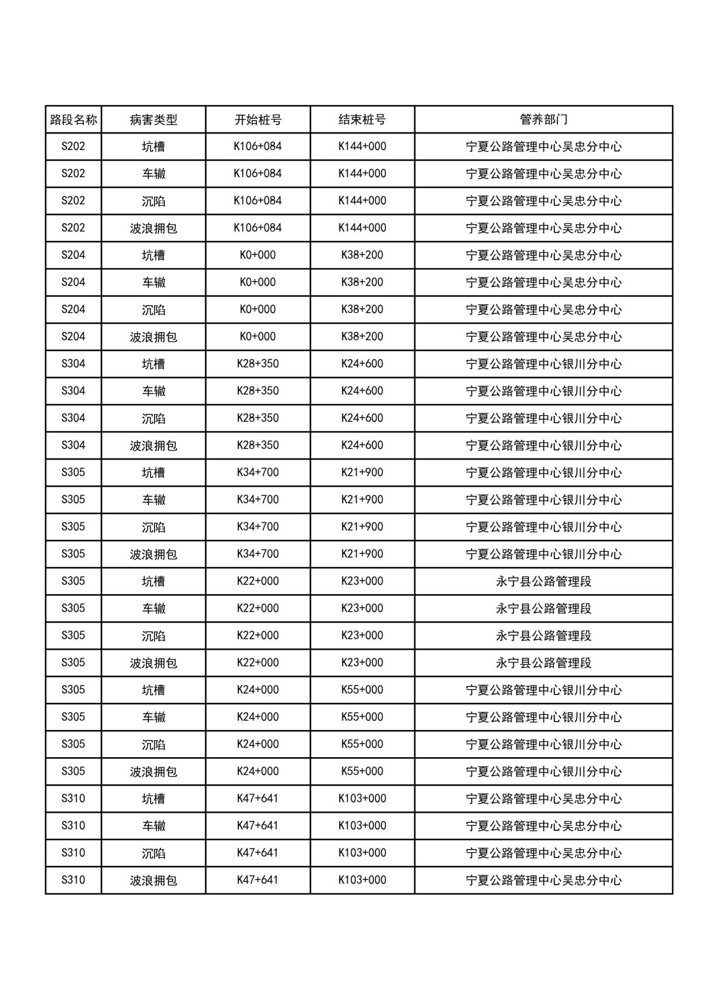 路段名称 病害类型 开始桩号 结束桩号 管养部门
S202 坑槽 K106+084 K144+000 宁夏公路管理中心吴忠分中心
S202 车辙 K106+084 K144+000 宁夏公路管理中心吴忠分中心
S202 沉陷 K106+084 K144+000 宁夏公路管理中心吴忠分中心
S202 波浪拥包 K106+084 K144+000 宁夏公路管理中心吴忠分中心
S204 坑槽 K0+000 K38+200 宁夏公路管理中心吴忠分中心
S204 车辙 K0+000 K38+200 宁夏公路管理中心吴忠分中心
S204 沉陷 K0+000 K38+200 宁夏公路管理中心吴忠分中心
S204 波浪拥包 K0+000 K38+200 宁夏公路管理中心吴忠分中心
S304 坑槽 K28+350 K24+600 宁夏公路管理中心银川分中心
S304 车辙 K28+350 K24+600 宁夏公路管理中心银川分中心
S304 沉陷 K28+350 K24+600 宁夏公路管理中心银川分中心
S304 波浪拥包 K28+350 K24+600 宁夏公路管理中心银川分中心
S305 坑槽 K34+700 K21+900 宁夏公路管理中心银川分中心
S305 车辙 K34+700 K21+900 宁夏公路管理中心银川分中心
S305 沉陷 K34+700 K21+900 宁夏公路管理中心银川分中心
S305 波浪拥包 K34+700 K21+900 宁夏公路管理中心银川分中心
S305 坑槽 K22+000 K23+000 永宁县公路管理段
S305 车辙 K22+000 K23+000 永宁县公路管理段
S305 沉陷 K22+000 K23+000 永宁县公路管理段
S305 波浪拥包 K22+000 K23+000 永宁县公路管理段
S305 坑槽 K24+000 K55+000 宁夏公路管理中心银川分中心
S305 车辙 K24+000 K55+000 宁夏公路管理中心银川分中心
S305 沉陷 K24+000 K55+000 宁夏公路管理中心银川分中心
S305 波浪拥包 K24+000 K55+000 宁夏公路管理中心银川分中心
S310 坑槽 K47+641 K103+000 宁夏公路管理中心吴忠分中心
S310 车辙 K47+641 K103+000 宁夏公路管理中心吴忠分中心
S310 沉陷 K47+641 K103+000 宁夏公路管理中心吴忠分中心
S310 波浪拥包 K47+641 K103+000 宁夏公路管理中心吴忠分中心